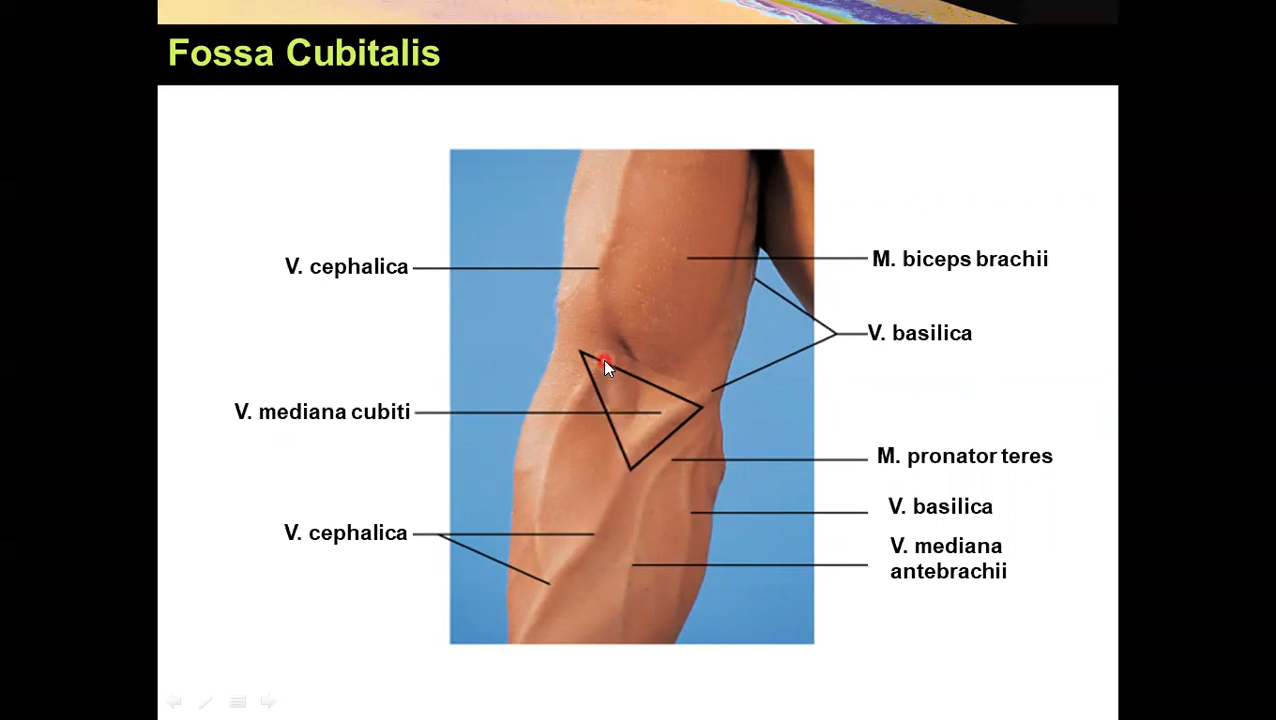 Fossa Cubitalis
V. cephalica
M. biceps brachii
V. basilica
V. mediana cubiti
M. pronator teres
V. basilica
V. cephalica
V. mediana
antebrachii